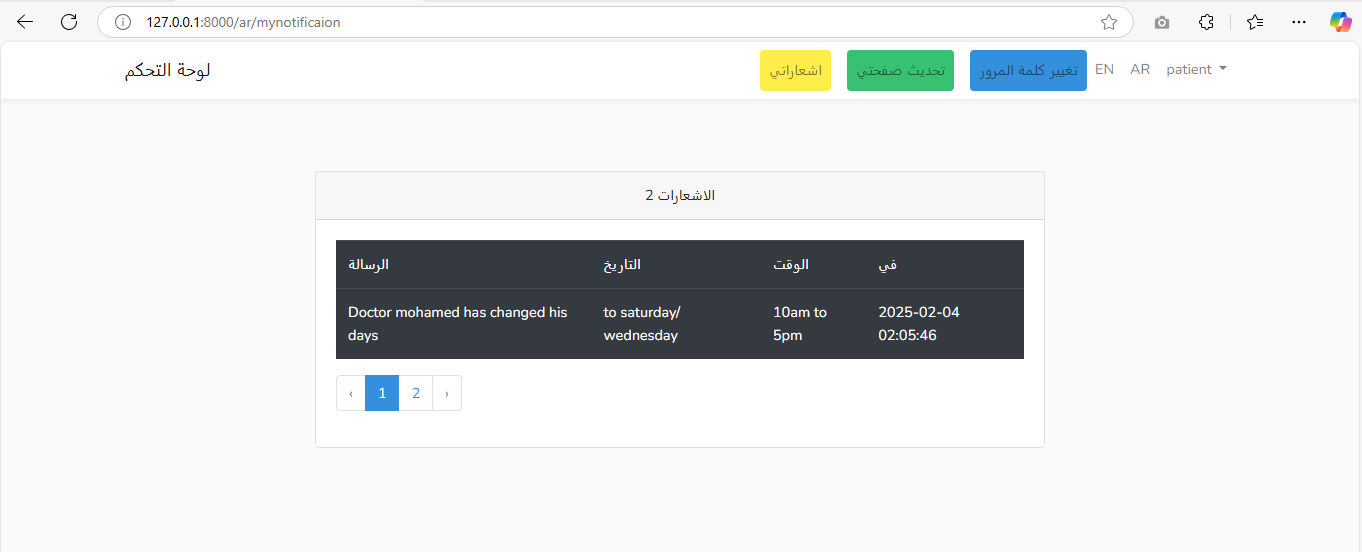 127.0.0.1:8000/ar/mynotificaion
لوحة التحكم
اشعاراتي
تحديث صفحتي
تغيير كلمة المرور
EN
AR
patient
الاشعارات 2
الرسالة
التاريخ
الوقت
في
Doctor mohamed has changed his
days
to saturday/
wednesday
10am to
5pm
2025-02-04
02:05:46
‹ 1 2 ›